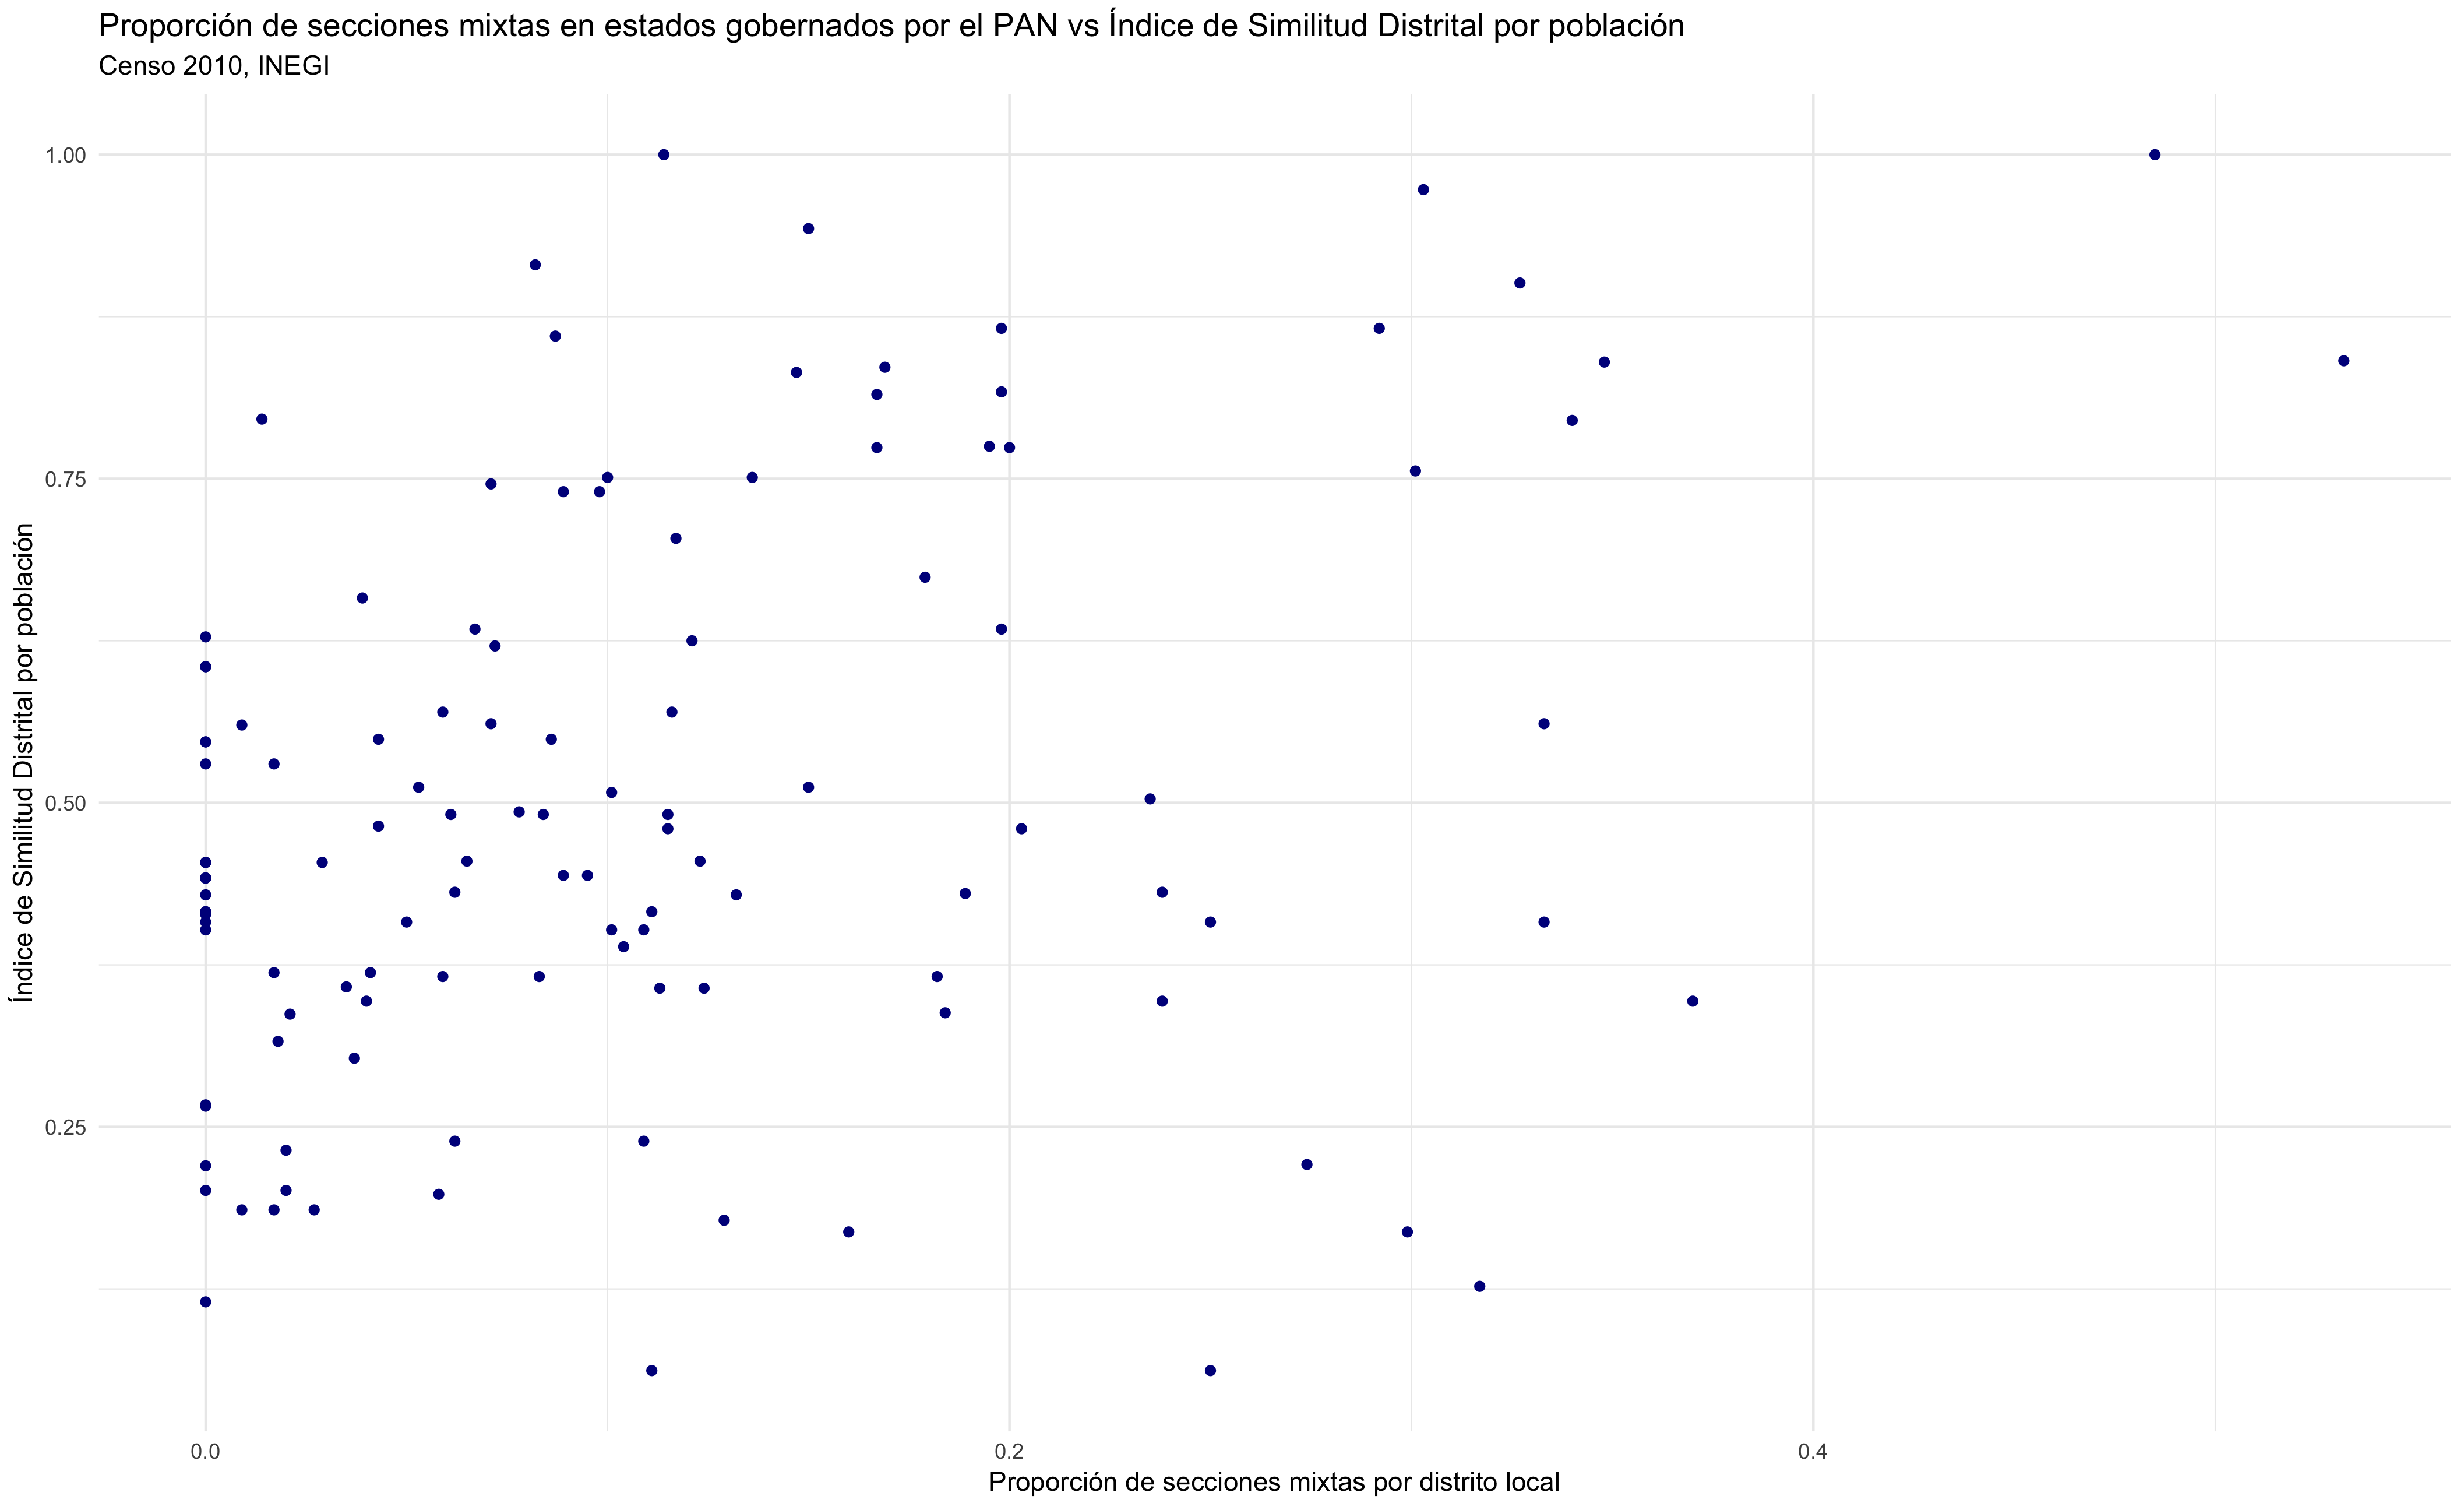 Proporción de secciones mixtas en estados gobernados por el PAN vs Índice de Similitud Distrital por población
Censo 2010, INEGI
Índice de Similitud Distrital por población
1.00
0.75
0.50
0.25
0.0
0.2
0.4
Proporción de secciones mixtas por distrito local